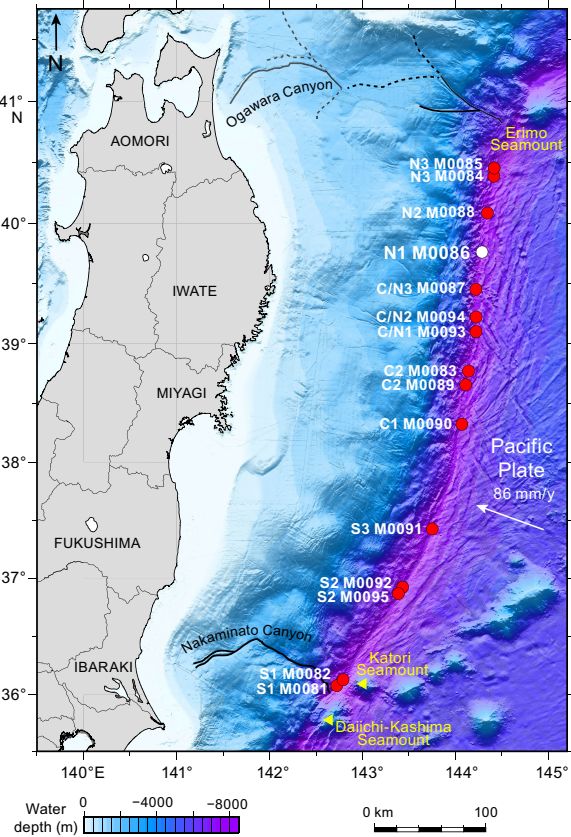 41°
N
40°
39°
38°
37°
36°
N
AOMORI
IWATE
MIYAGI
FUKUSHIMA
IBARAKI
Ogawara Canyon
Erimo
Seamount
N3 M0085
N3 M0084
N2 M0088
N1 M0086
C/N3 M0087
C/N2 M0094
C/N1 M0093
C2 M0083
C2 M0089
C1 M0090
Pacific
Plate
86 mm/y
S3 M0091
S2 M0092
S2 M0095
Nakaminato Canyon
S1 M0082
S1 M0081
Katori
Seamount
Daiichi-Kashima
Seamount
140°E 141° 142° 143° 144° 145°
Water
depth (m)
0 −4000 −8000
0 km 100